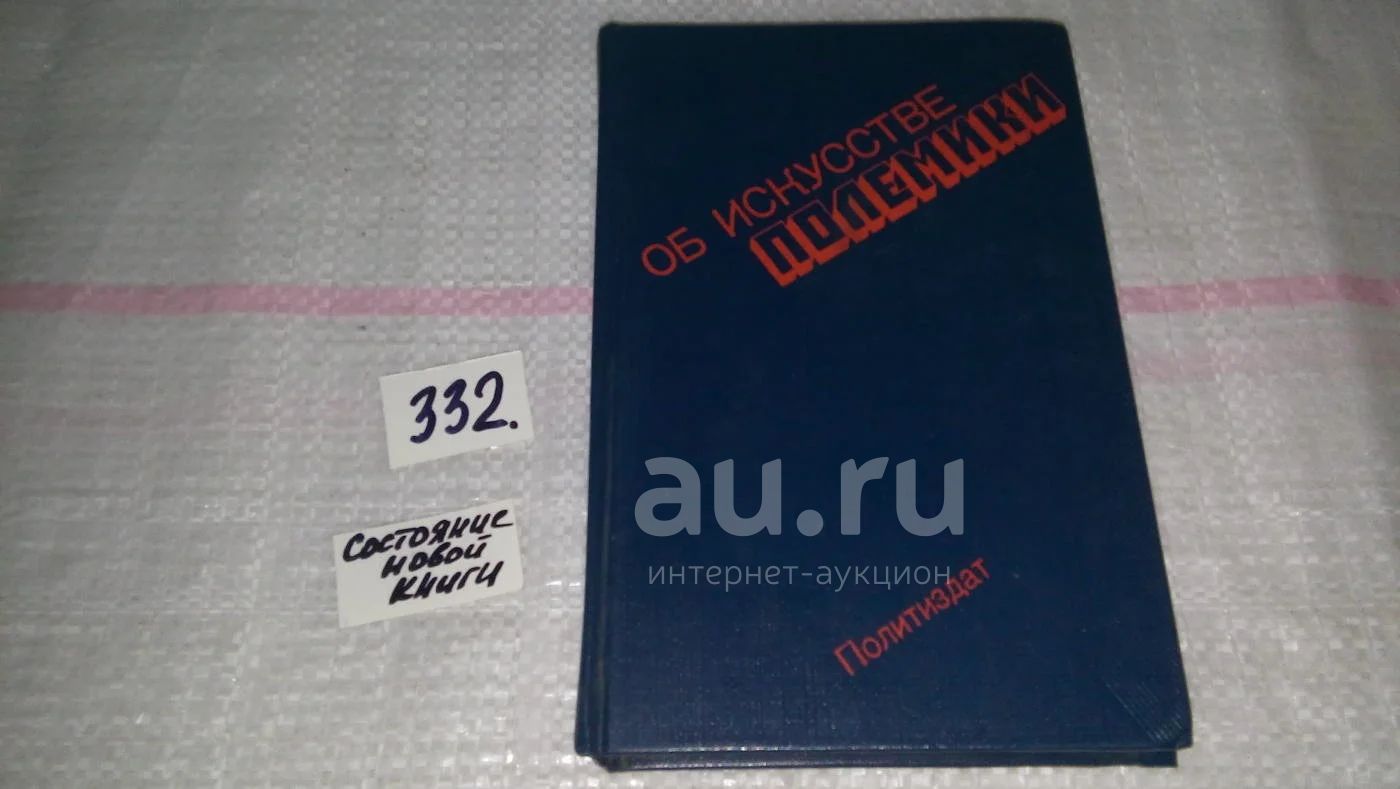 ОБ ИСКУССТВЕ
ПОЛЕМИКИ
332.
Состояние
новой
книги
au.ru
интернет-аукцион
Политиздат